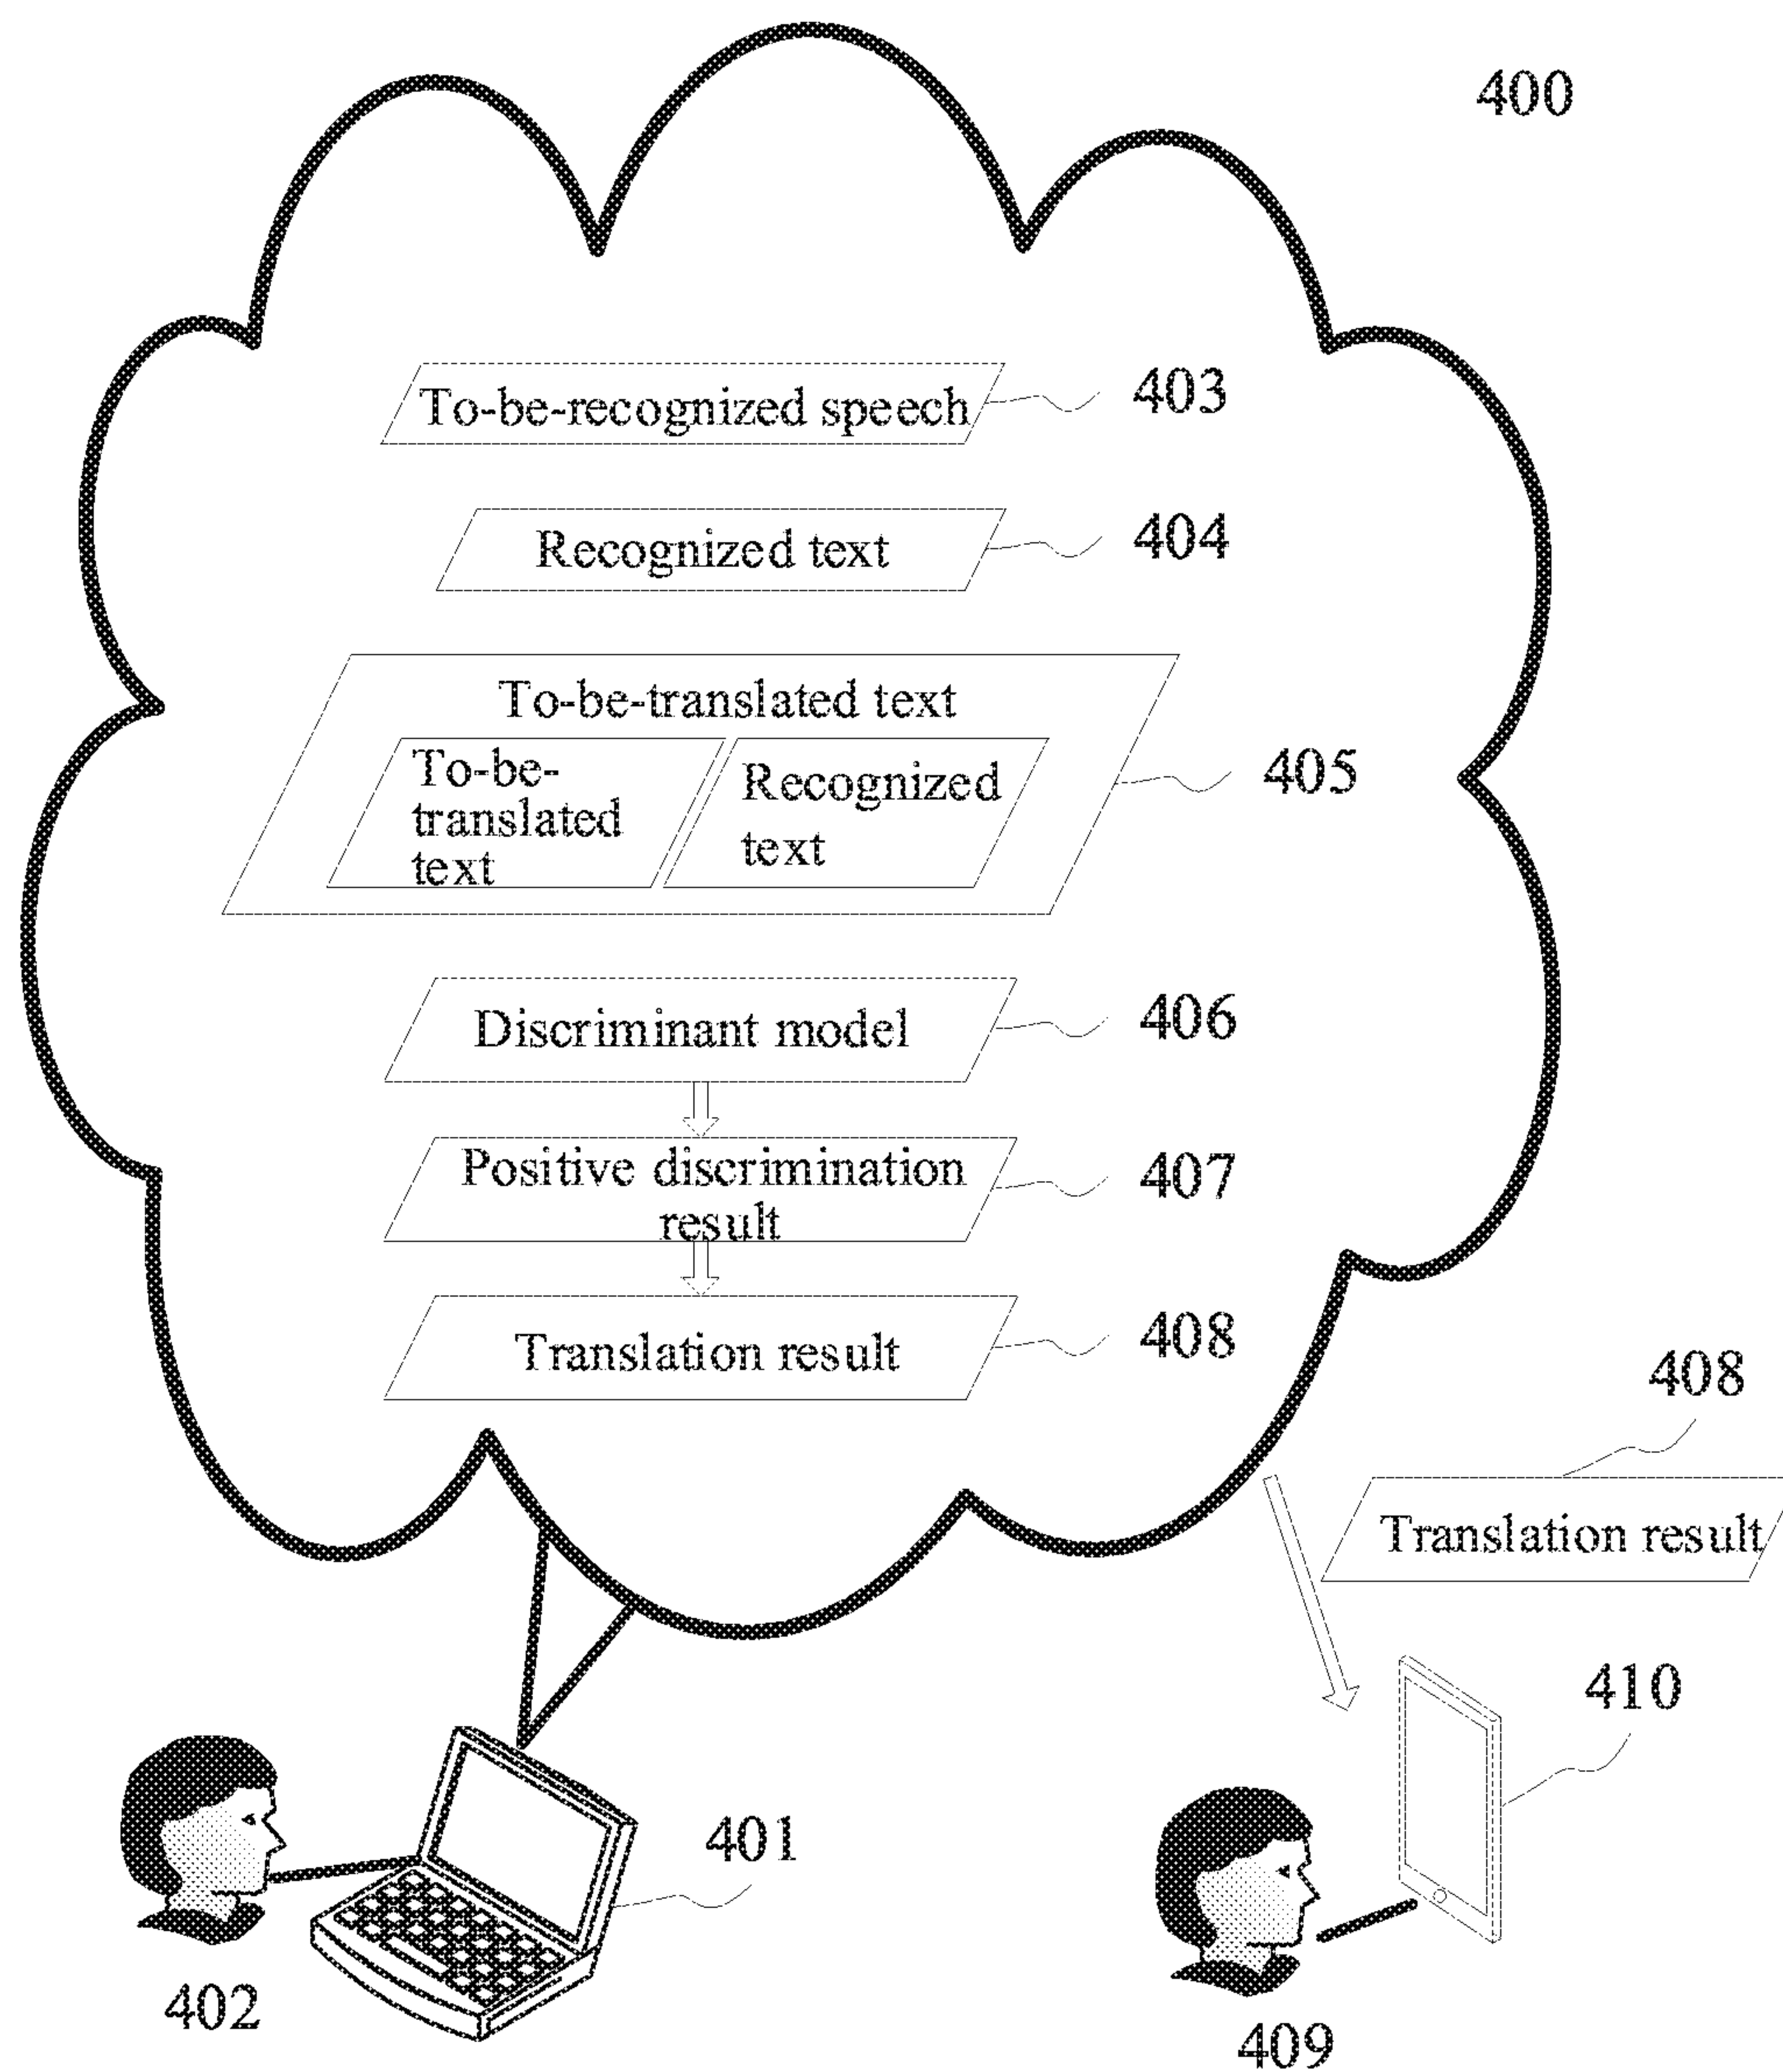 400
To-be-recognized speech 403
Recognized text 404
To-be-translated text
To-be-
translated
text
Recognized
text
405
Discriminant model 406
Positive discrimination
result
407
Translation result 408
408
Translation result
410
401
402
409